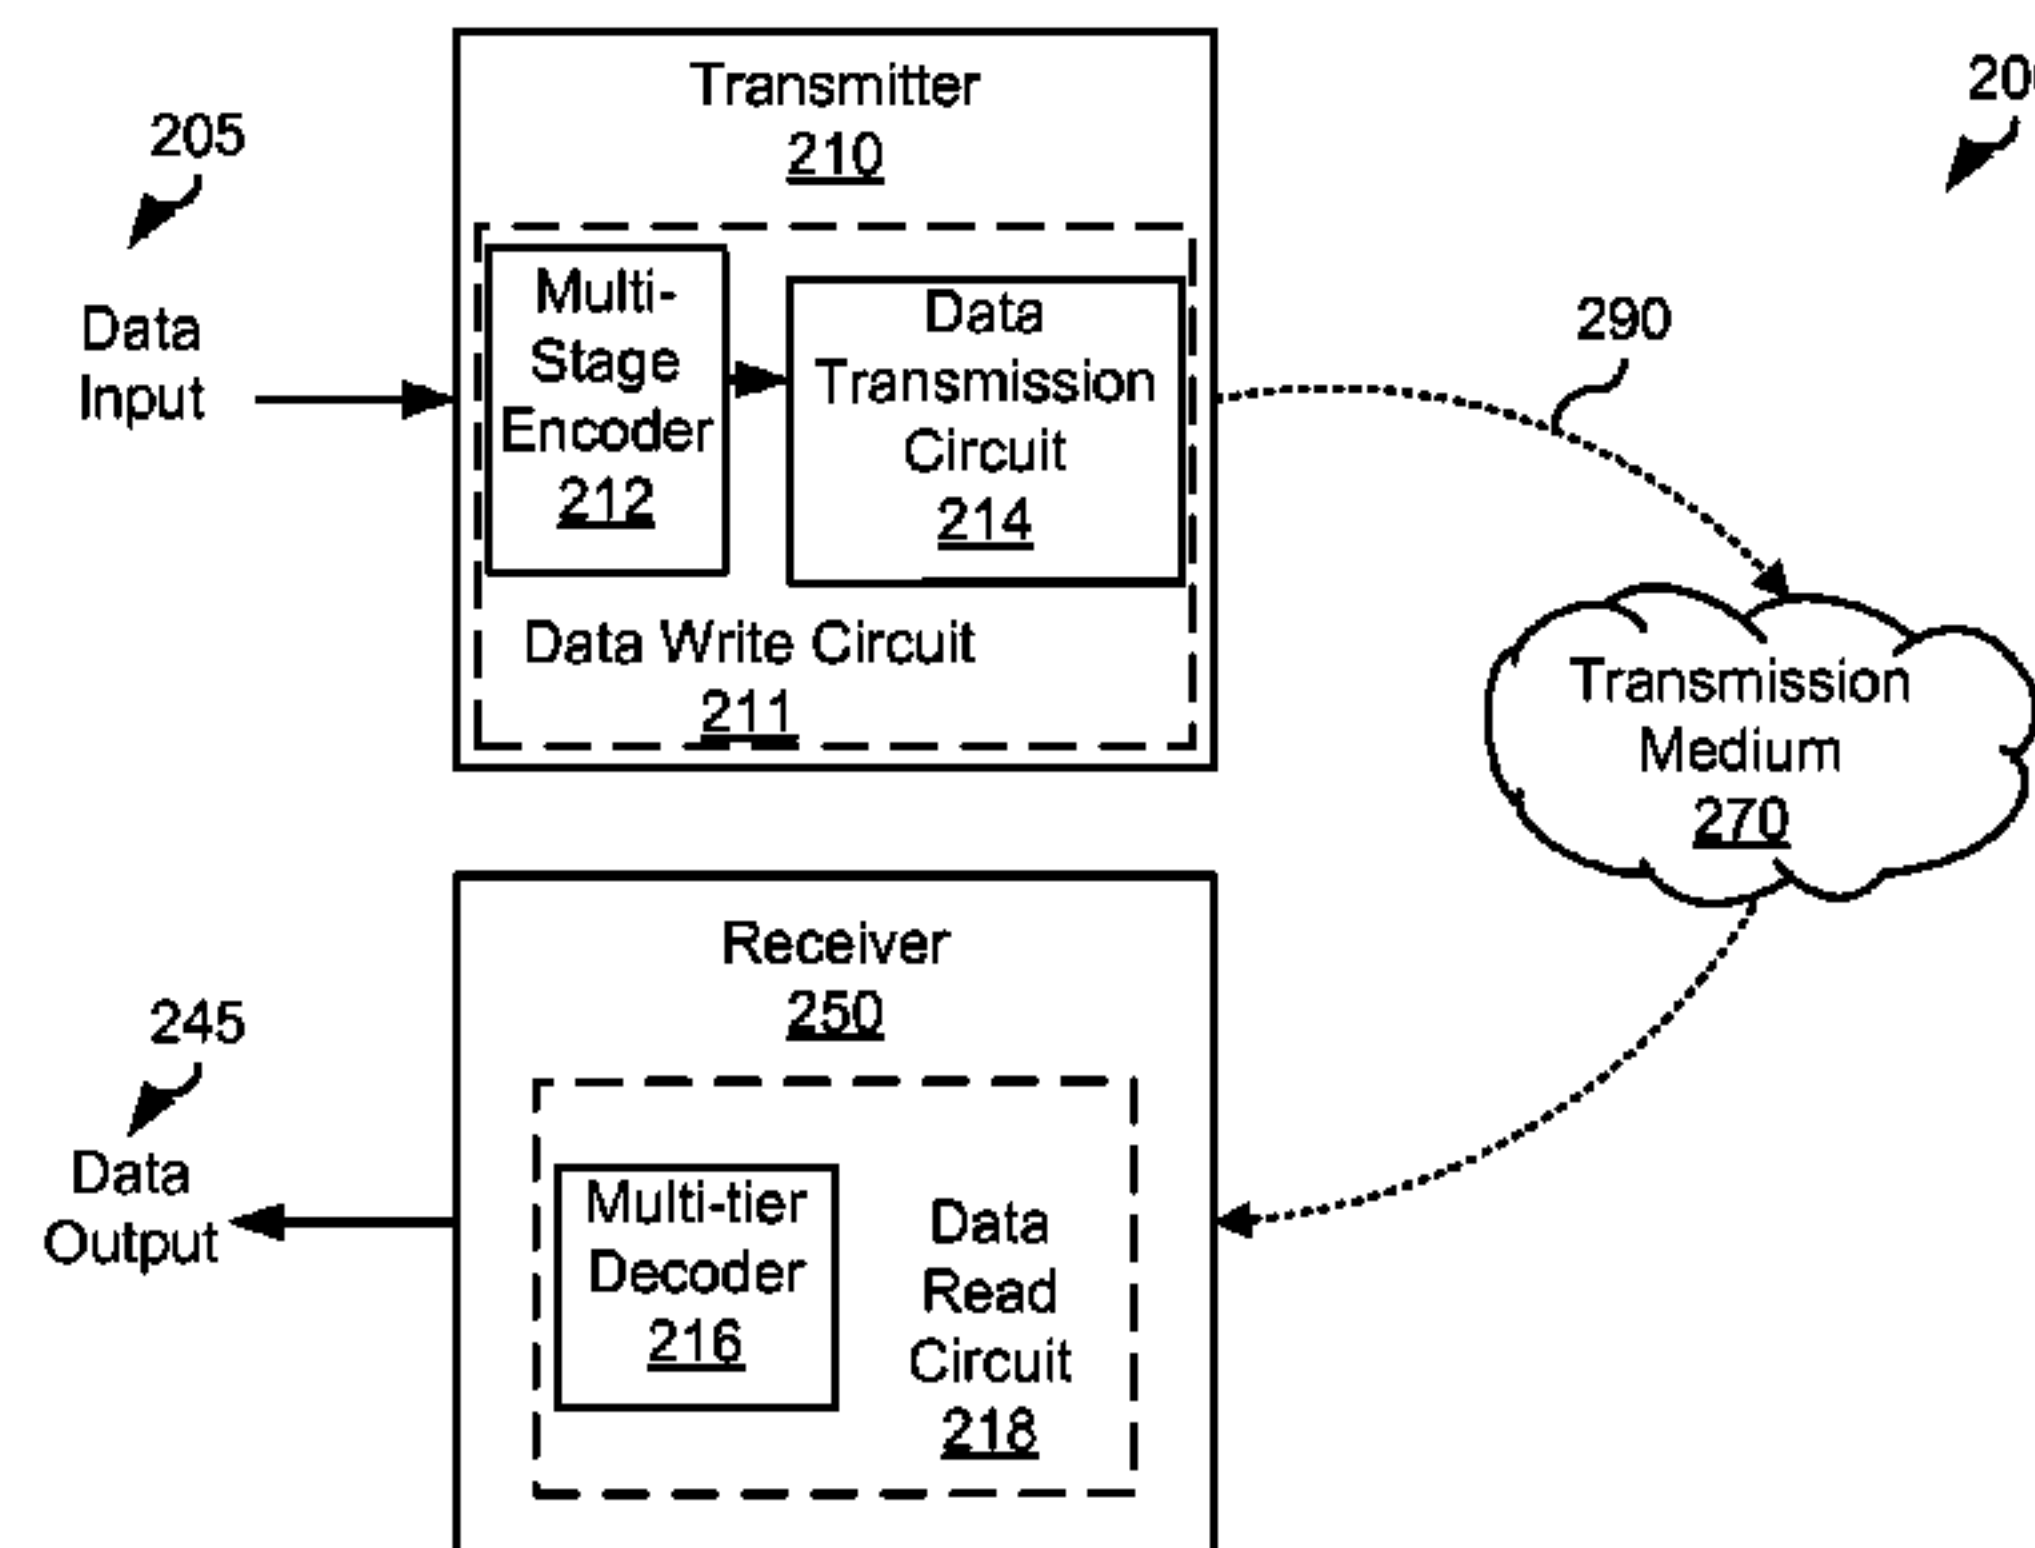 Transmitter
210
205
Data
Input
Multi-
Stage
Encoder
212
Data
Transmission
Circuit
214
Data Write Circuit
211
290
Transmission
Medium
270
Receiver
250
245
Data
Output
Multi-tier
Decoder
216
Data
Read
Circuit
218